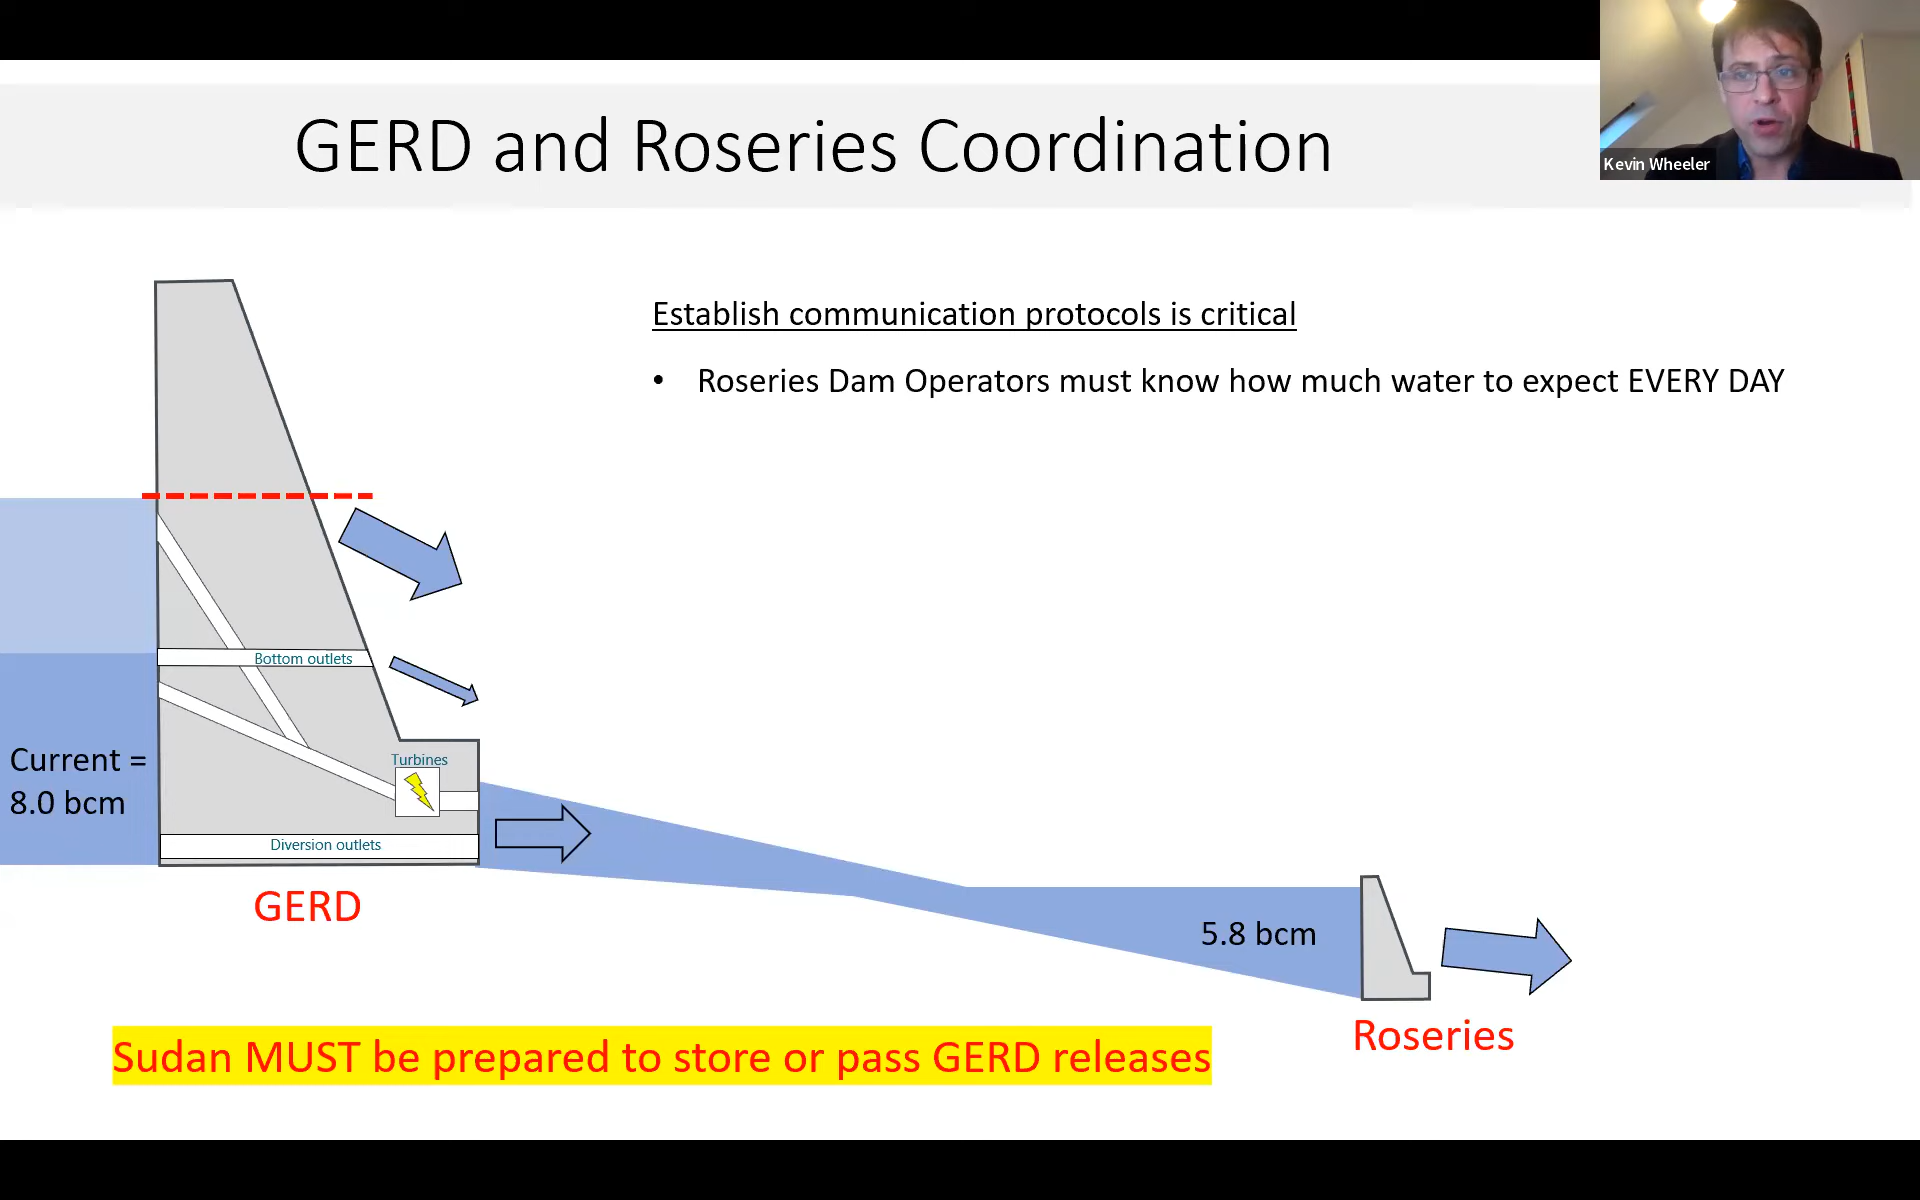 GERD and Roseries Coordination
Kevin Wheeler
Establish communication protocols is critical
• Roseries Dam Operators must know how much water to expect EVERY DAY
Bottom outlets
Turbines
Current =
8.0 bcm
Diversion outlets
GERD
5.8 bcm
Roseries
Sudan MUST be prepared to store or pass GERD releases